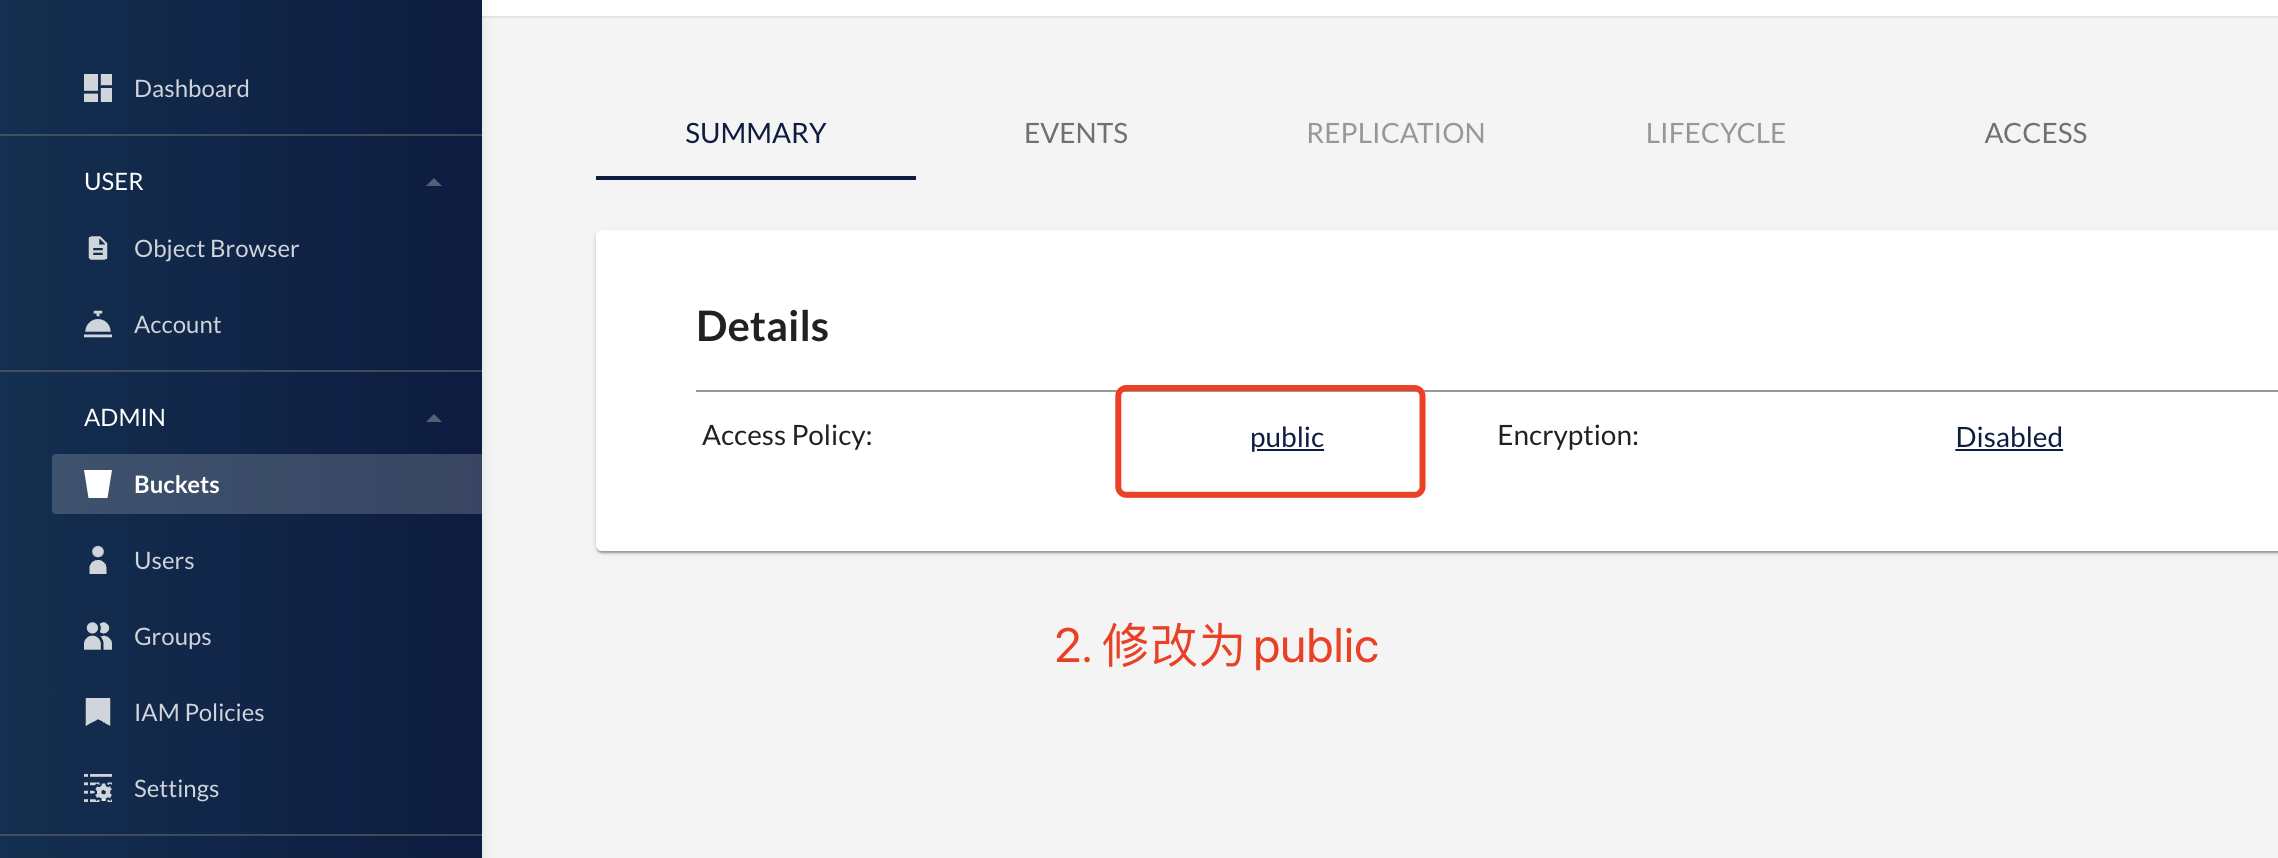 Dashboard
USER
Object Browser
Account
ADMIN
Buckets
Users
Groups
IAM Policies
Settings
SUMMARY EVENTS REPLICATION LIFECYCLE ACCESS
Details
Access Policy: public Encryption: Disabled
2. 修改为 public